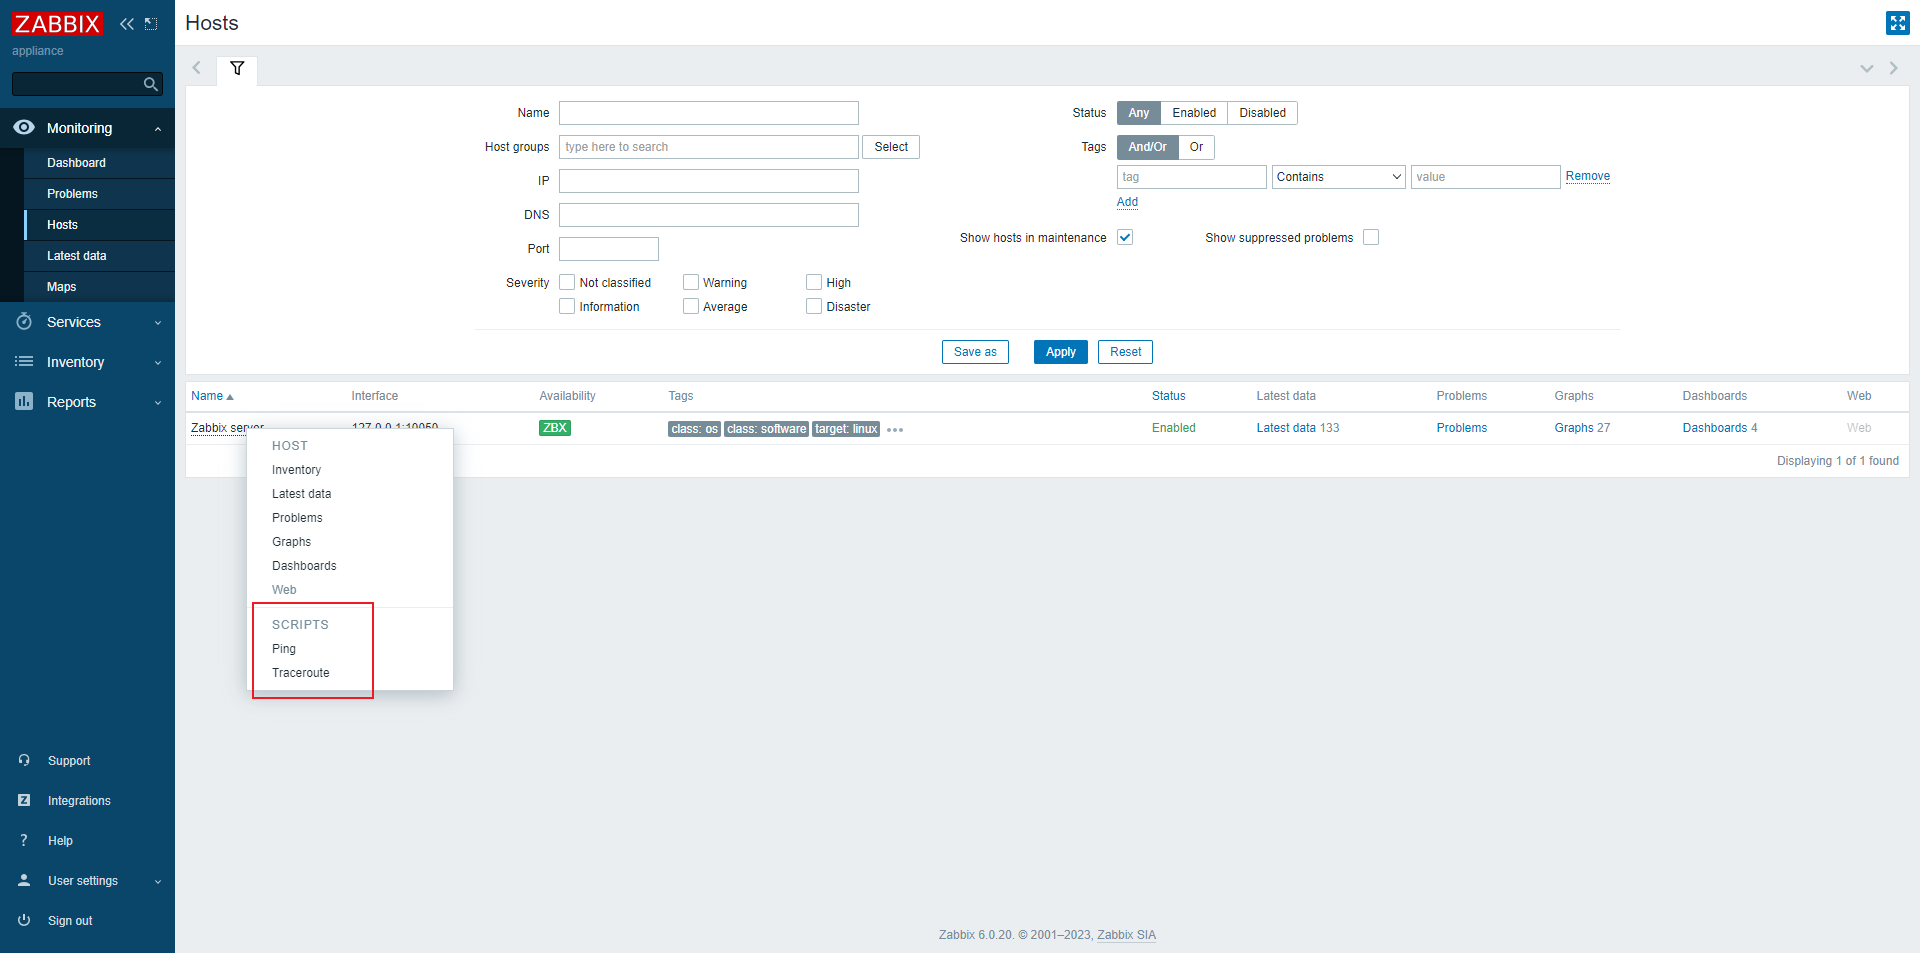 ZABBIX
appliance
Monitoring
Dashboard
Problems
Hosts
Latest data
Maps
Services
Inventory
Reports
Support
Integrations
Help
User settings
Sign out
Hosts
Name
Host groups type here to search Select
IP
DNS
Port
Severity Not classified Warning High
Information Average Disaster
Status Any Enabled Disabled
Tags And/Or Or
tag Contains value Remove
Add
Show hosts in maintenance Show suppressed problems
Save as Apply Reset
Name Interface Availability Tags Status Latest data Problems Graphs Dashboards Web
Zabbix server 127.0.0.1:10050 ZBX class: os class: software target: linux ••• Enabled Latest data 133 Problems Graphs 27 Dashboards 4 Web
Displaying 1 of 1 found
HOST
Inventory
Latest data
Problems
Graphs
Dashboards
Web
SCRIPTS
Ping
Traceroute
Zabbix 6.0.20. © 2001–2023, Zabbix SIA